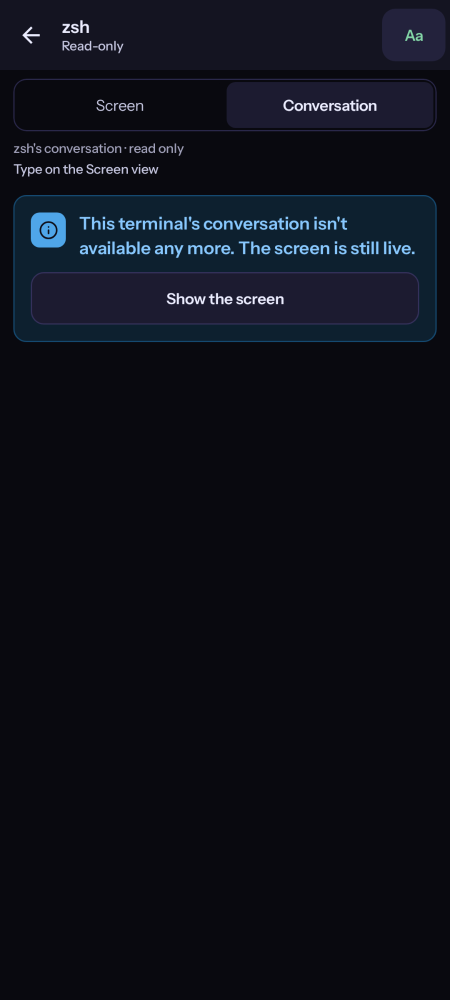 zsh
Read-only
Aa
Screen
Conversation
zsh's conversation · read only
Type on the Screen view
This terminal's conversation isn't
available any more. The screen is still live.
Show the screen